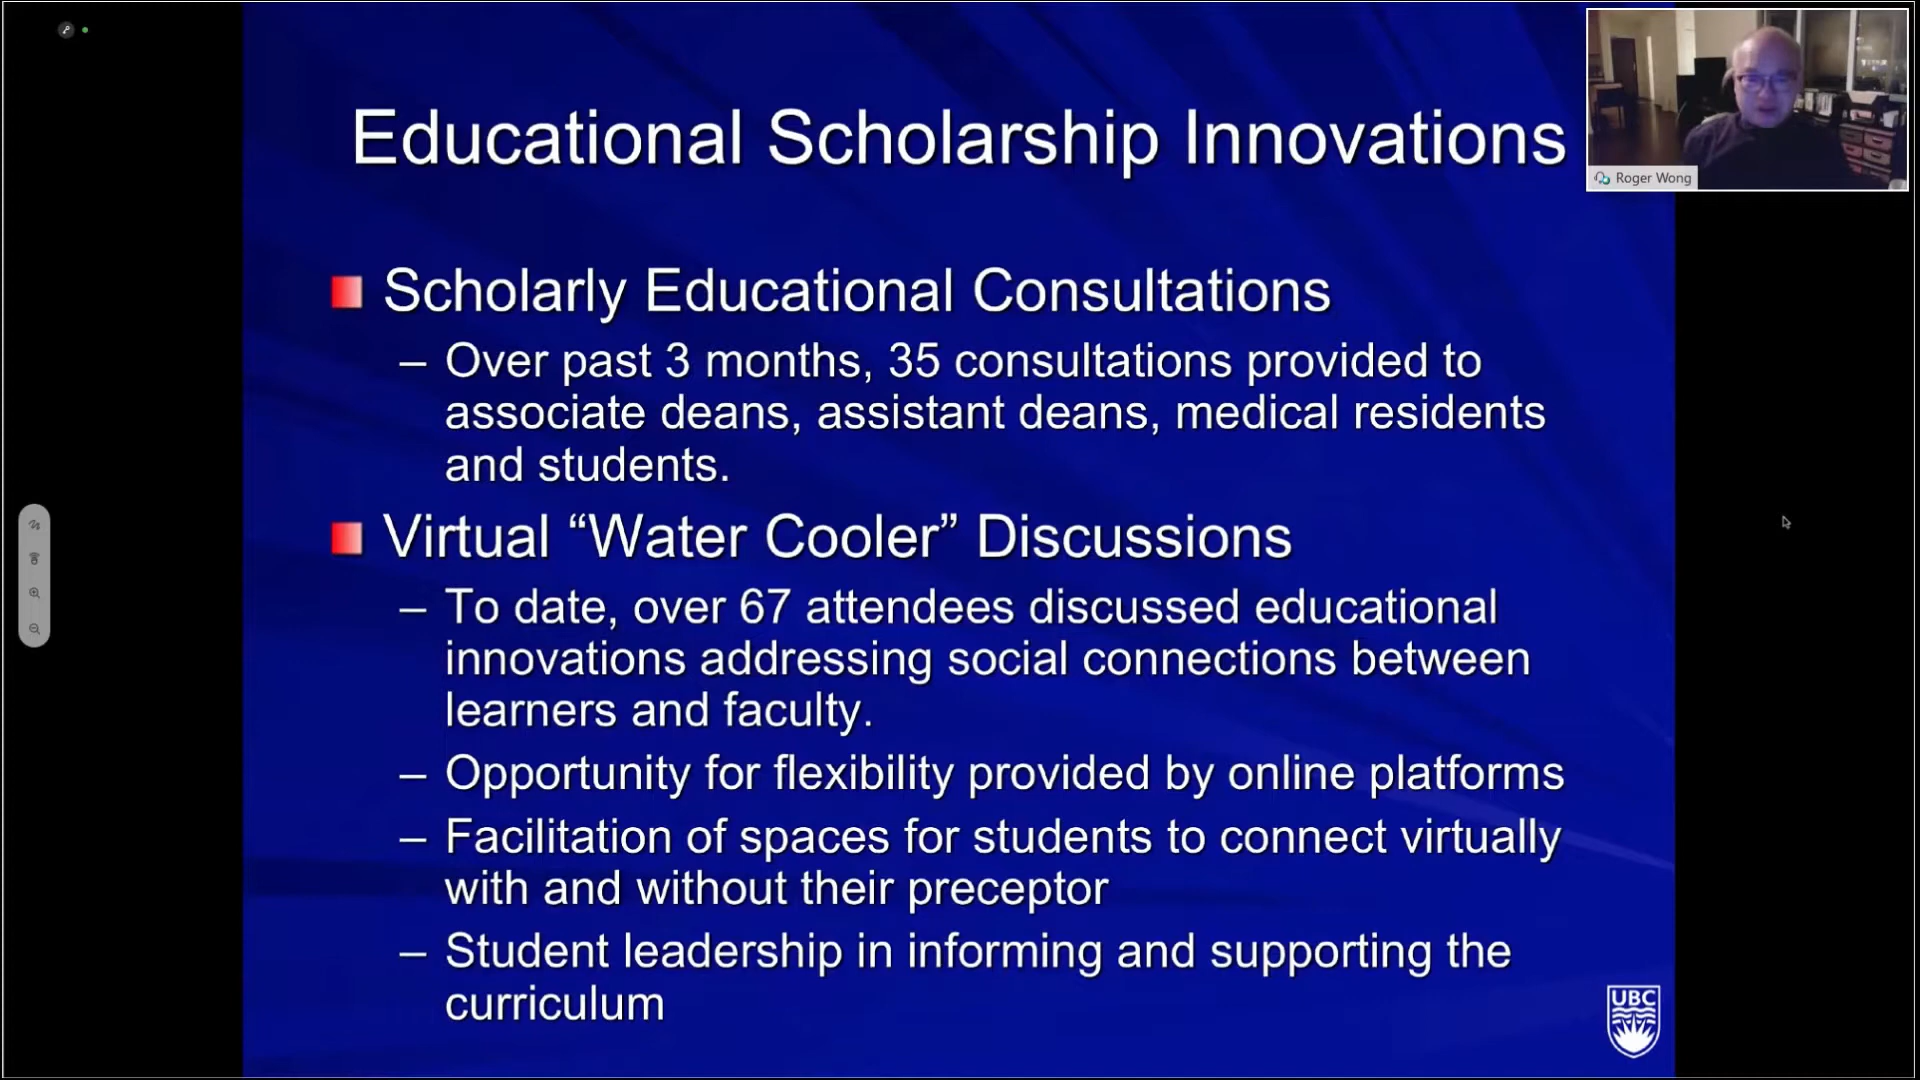 Educational Scholarship Innovations
Roger Wong
Scholarly Educational Consultations
– Over past 3 months, 35 consultations provided to
associate deans, assistant deans, medical residents
and students.
Virtual “Water Cooler” Discussions
– To date, over 67 attendees discussed educational
innovations addressing social connections between
learners and faculty.
– Opportunity for flexibility provided by online platforms
– Facilitation of spaces for students to connect virtually
with and without their preceptor
– Student leadership in informing and supporting the
curriculum
UBC